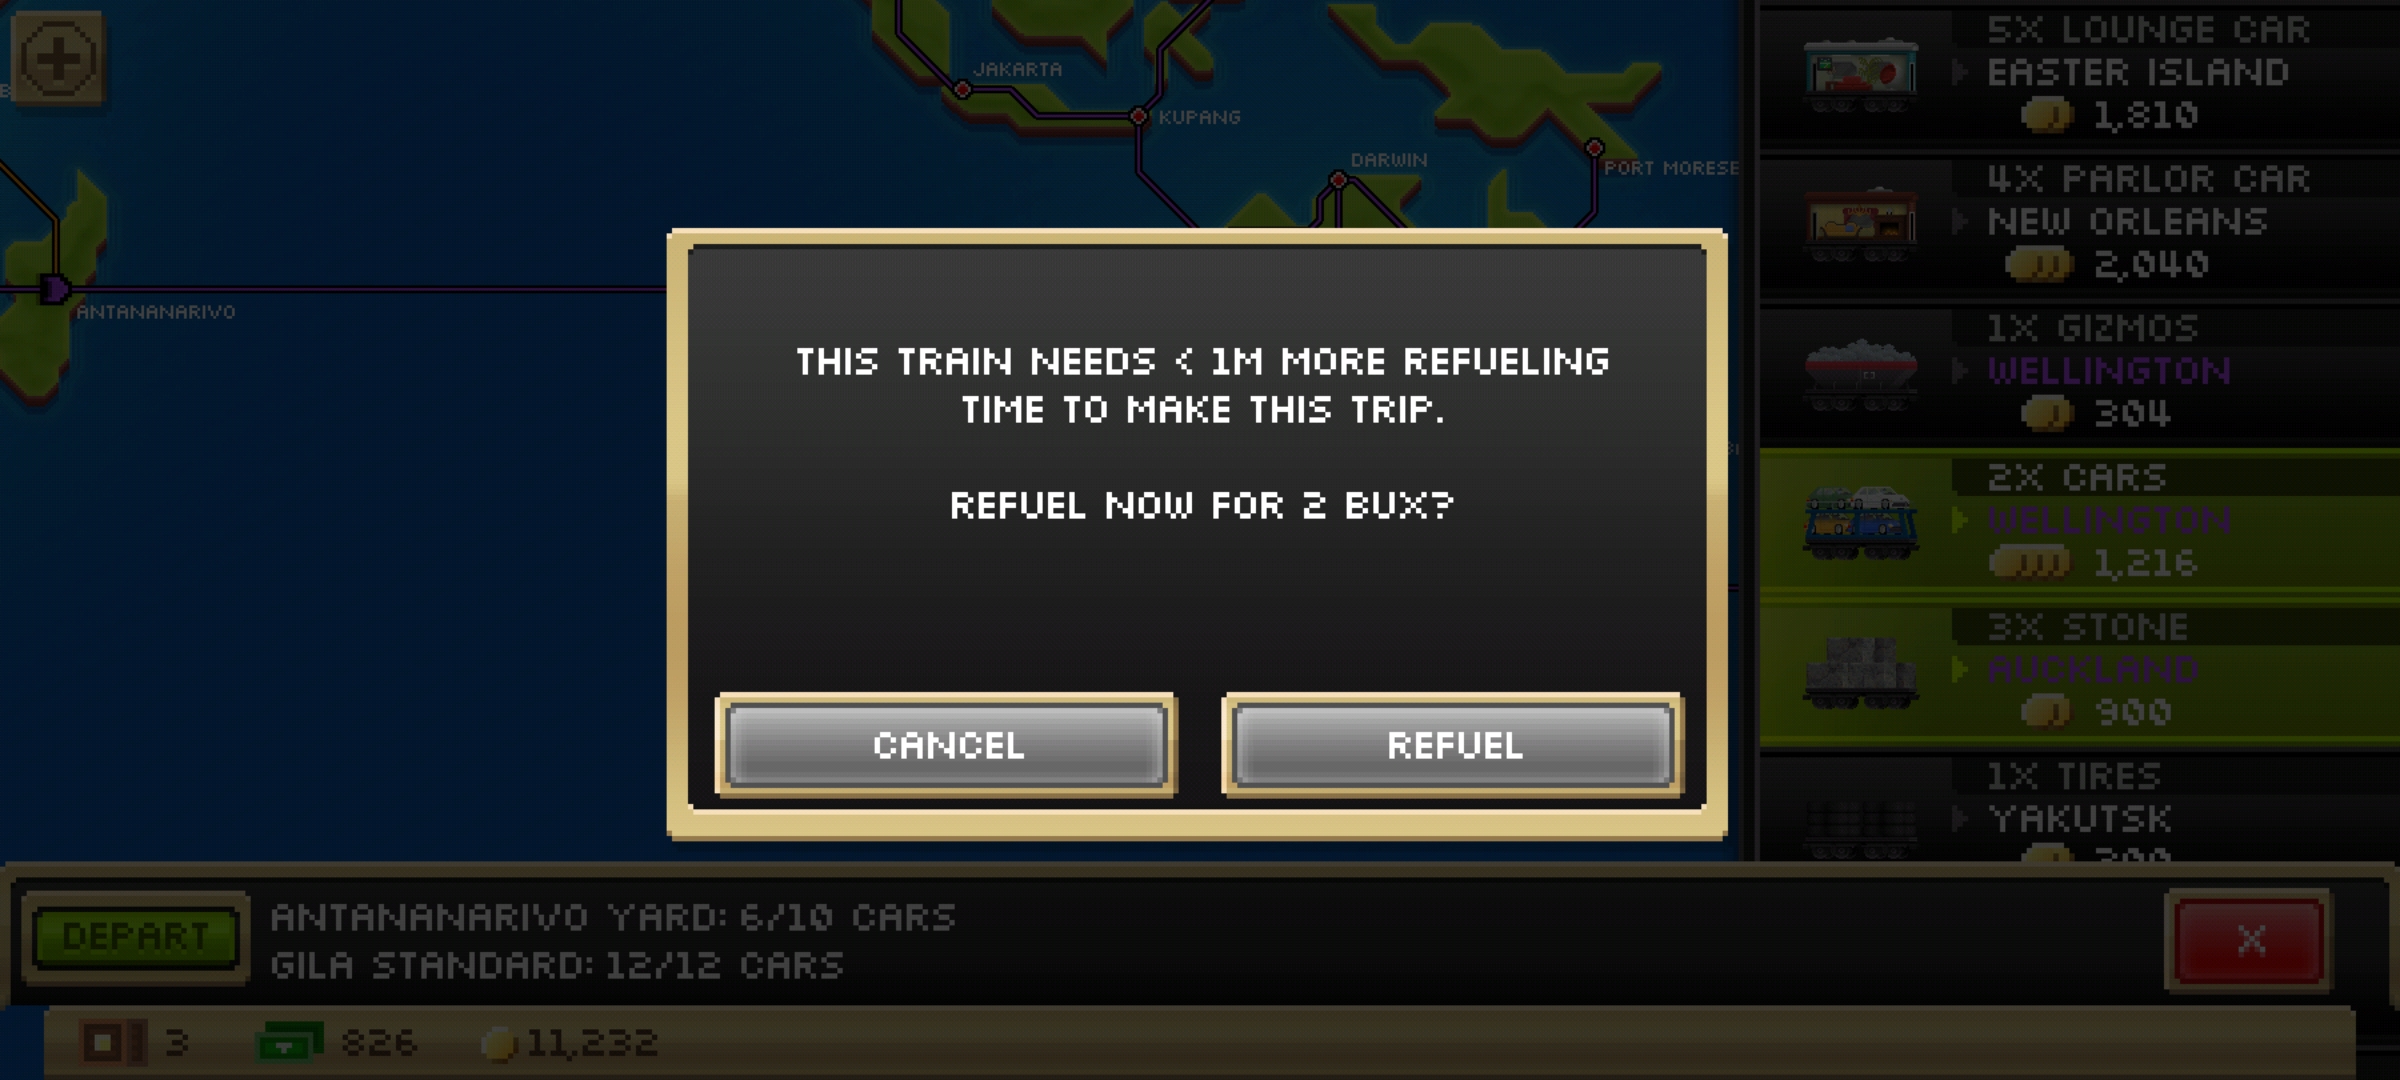 JAKARTA
KUPANG
DARWIN
PORT MORESB
ANTANANARIVO
5X LOUNGE CAR
EASTER ISLAND
1,810
4X PARLOR CAR
NEW ORLEANS
2,040
1X GIZMOS
WELLINGTON
304
2X CARS
WELLINGTON
1,216
3X STONE
AUCKLAND
900
1X TIRES
YAKUTSK
THIS TRAIN NEEDS < 1M MORE REFUELING
TIME TO MAKE THIS TRIP.
REFUEL NOW FOR 2 BUX?
CANCEL
REFUEL
DEPART
ANTANANARIVO YARD: 6/10 CARS
GILA STANDARD: 12/12 CARS
X
3
826
11,232